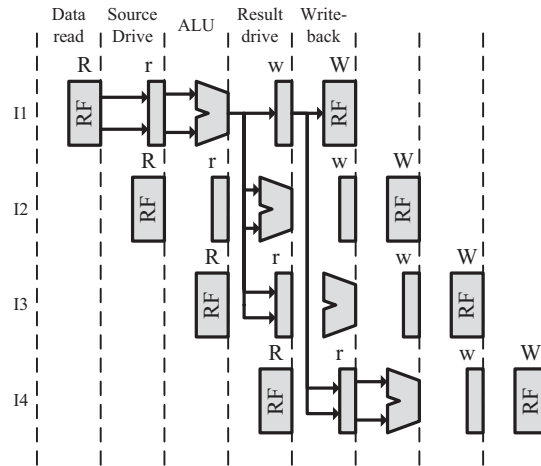 Data Source ALU Result Write-
read Drive drive back
R r w W
I1 RF RF
R r w W
I2 RF RF
R r w W
I3 RF RF
R r w W
I4 RF RF